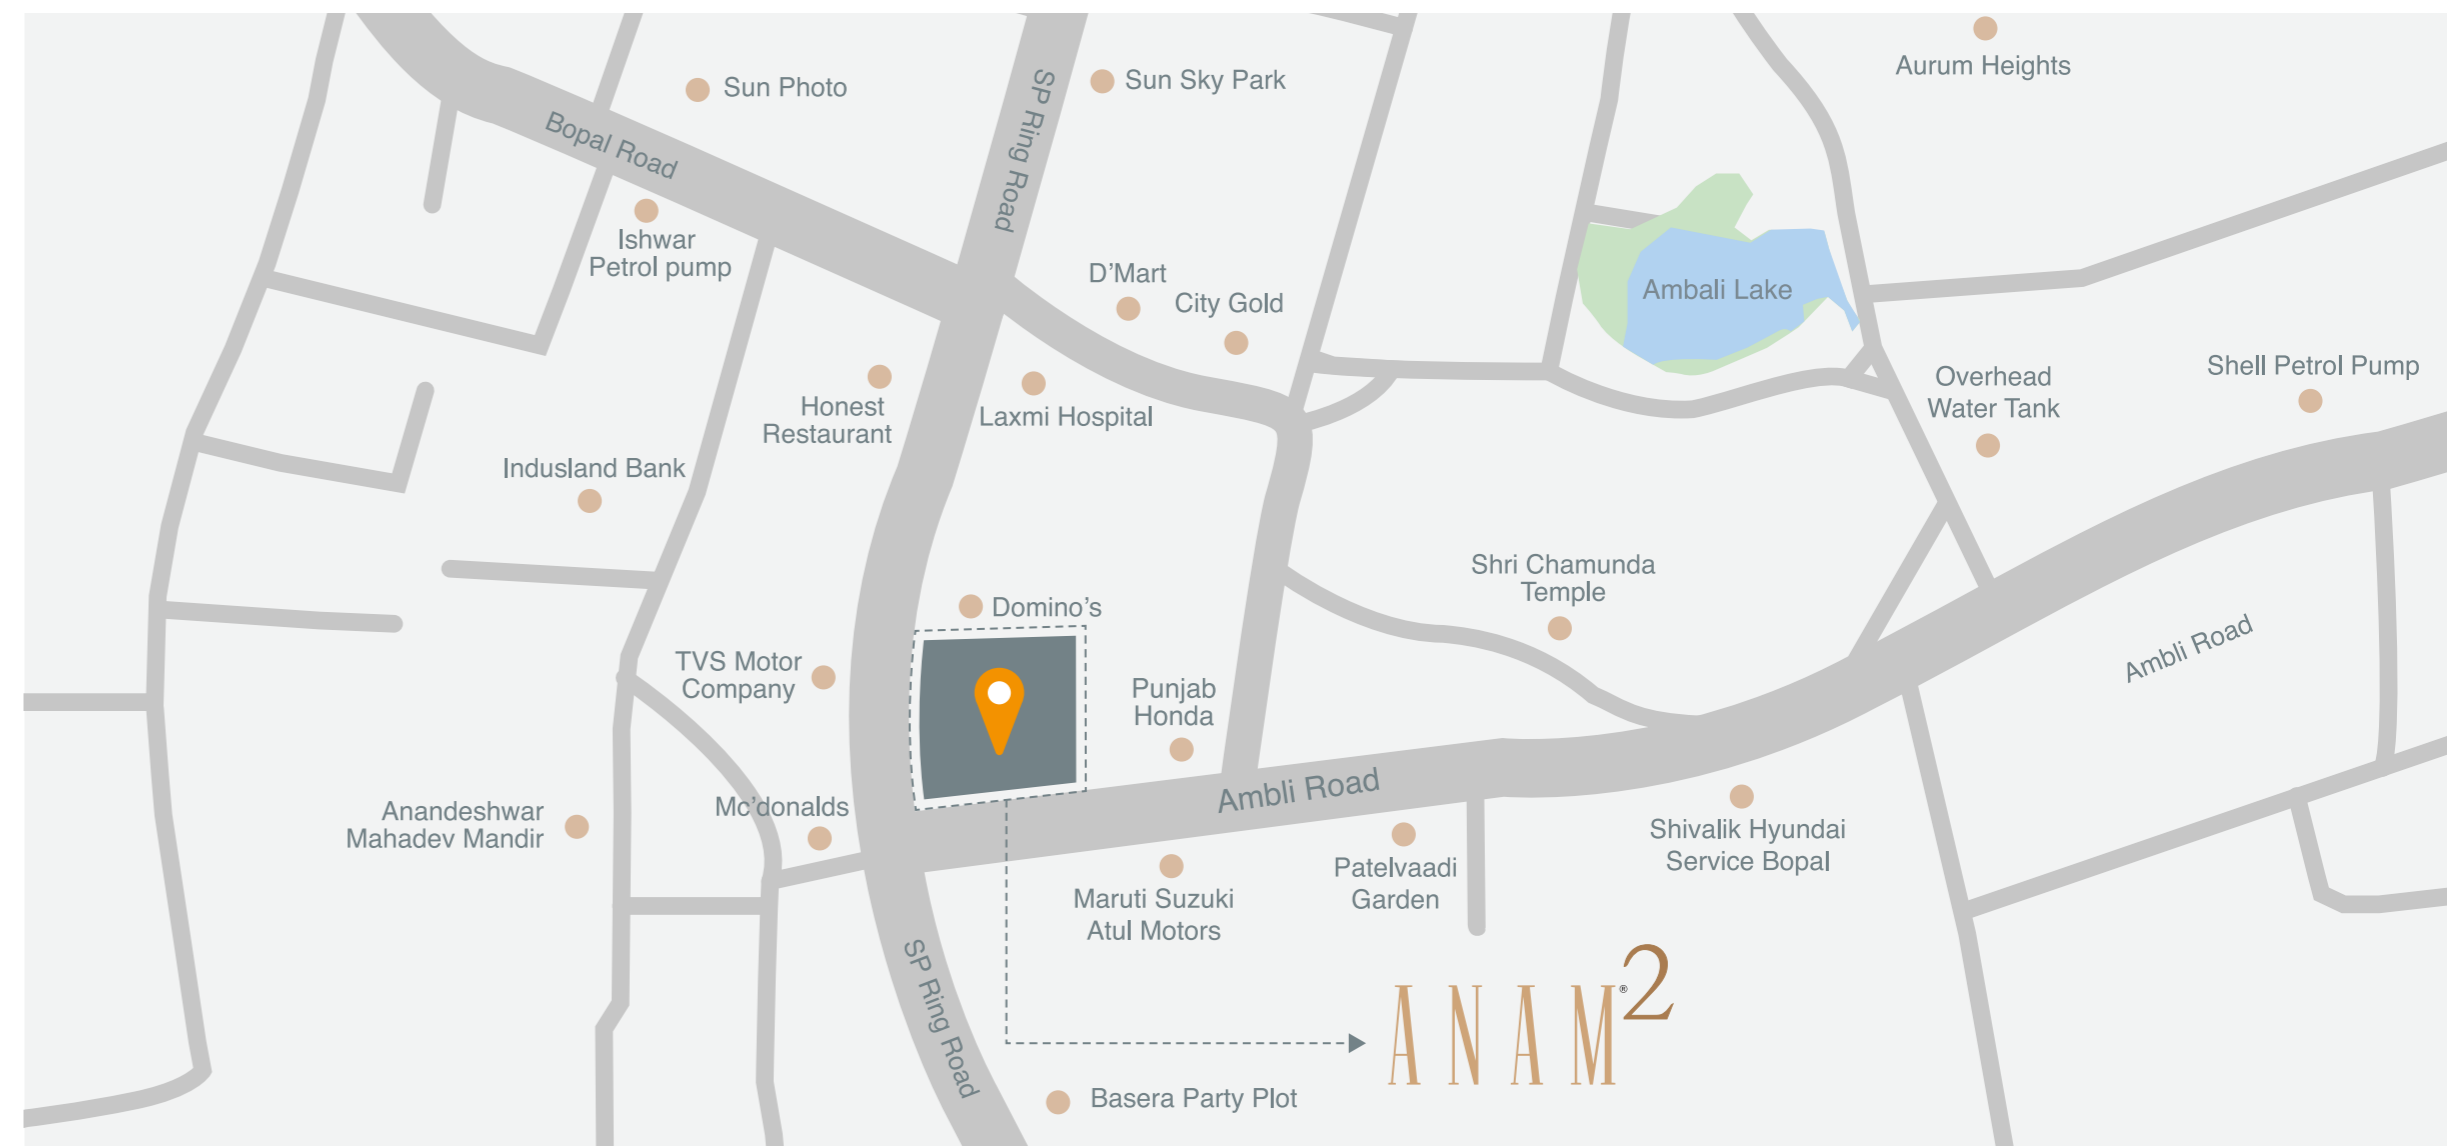 Aurum Heights
Sun Photo
Sun Sky Park
SP Ring Road
Bopal Road
Ishwar
Petrol pump
D’Mart
City Gold
Ambali Lake
Honest
Restaurant
Laxmi Hospital
Overhead
Water Tank
Shell Petrol Pump
Indusland Bank
Shri Chamunda
Temple
Domino’s
TVS Motor
Company
Punjab
Honda
Ambli Road
Ambli Road
Anandeshwar
Mahadev Mandir
Mc’donalds
Maruti Suzuki
Atul Motors
Patelvaadi
Garden
Shivalik Hyundai
Service Bopal
SP Ring Road
ANAM®2
Basera Party Plot